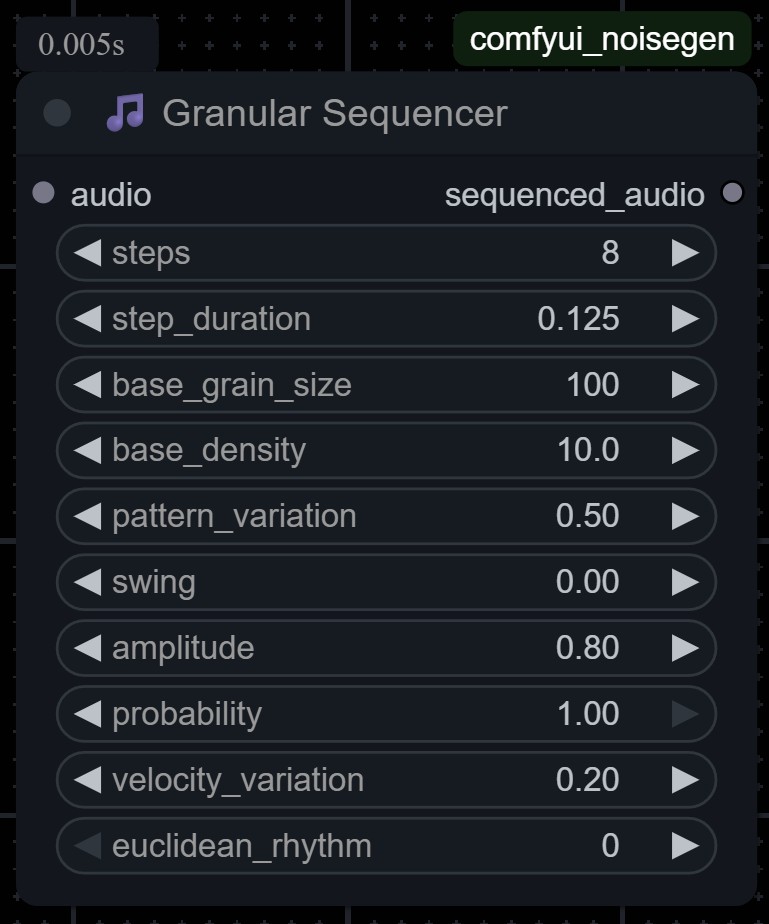 0.005s comfyui_noisegen
Granular Sequencer
audio sequenced_audio
steps 8
step_duration 0.125
base_grain_size 100
base_density 10.0
pattern_variation 0.50
swing 0.00
amplitude 0.80
probability 1.00
velocity_variation 0.20
euclidean_rhythm 0